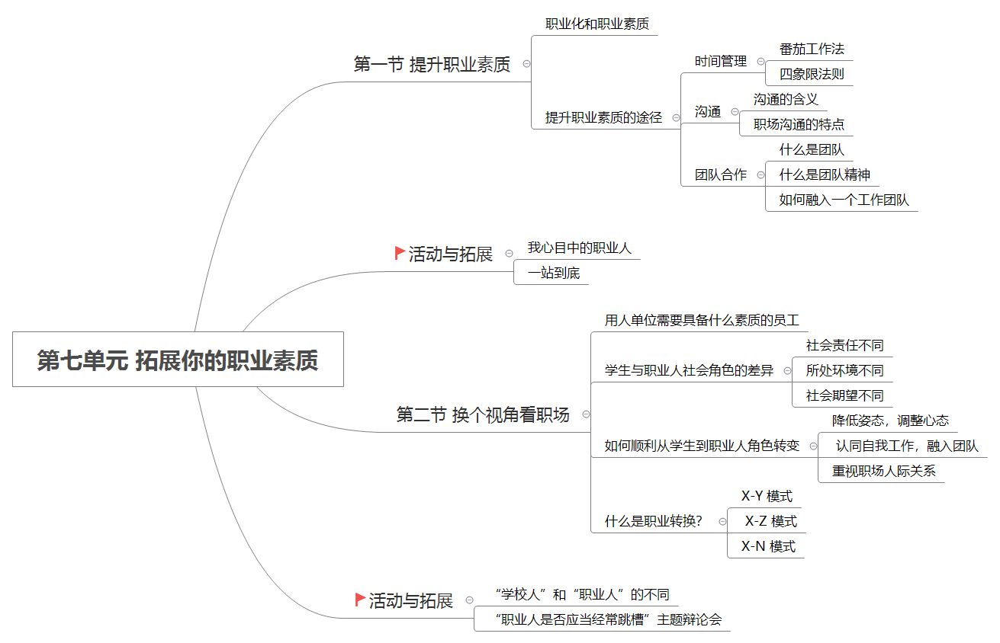 第七单元 拓展你的职业素质
第一节 提升职业素质
职业化和职业素质
提升职业素质的途径
时间管理
番茄工作法
四象限法则
沟通
沟通的含义
职场沟通的特点
团队合作
什么是团队
什么是团队精神
如何融入一个工作团队
活动与拓展
我心目中的职业人
一站到底
第二节 换个视角看职场
用人单位需要具备什么素质的员工
学生与职业人社会角色的差异
社会责任不同
所处环境不同
社会期望不同
如何顺利从学生到职业人角色转变
降低姿态，调整心态
认同自我工作，融入团队
重视职场人际关系
什么是职业转换？
X-Y 模式
X-Z 模式
X-N 模式
活动与拓展
“学校人”和“职业人”的不同
“职业人是否应当经常跳槽”主题辩论会